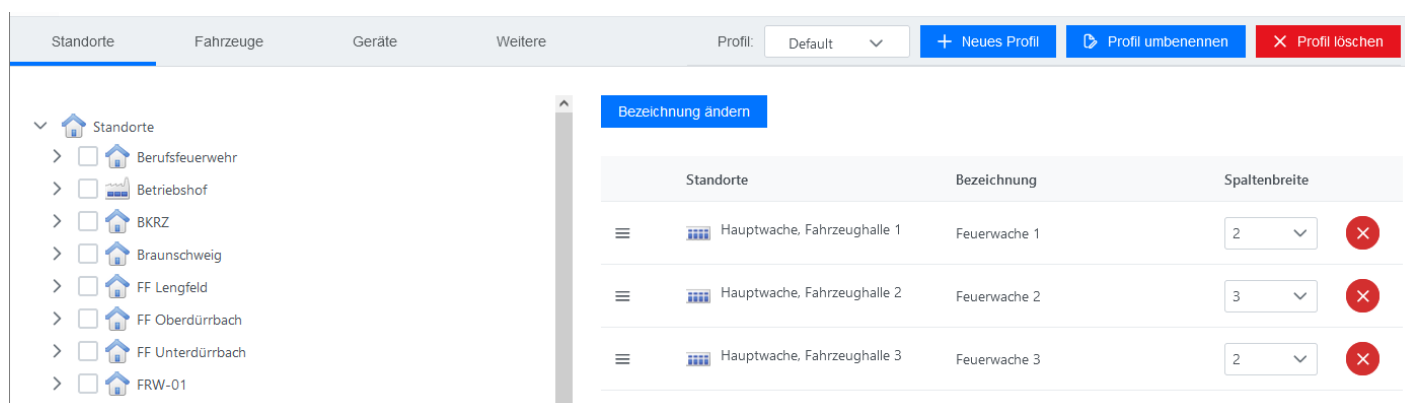 Standorte Fahrzeuge Geräte Weitere Profil: Default Neues Profil Profil umbenennen Profil löschen
Standorte
Berufsfeuerwehr
Betriebshof
BKRZ
Braunschweig
FF Lengfeld
FF Oberdürrbach
FF Unterdürrbach
FRW-01
Bezeichnung ändern
Standorte Bezeichnung Spaltenbreite
Hauptwache, Fahrzeughalle 1 Feuerwache 1 2
Hauptwache, Fahrzeughalle 2 Feuerwache 2 3
Hauptwache, Fahrzeughalle 3 Feuerwache 3 2